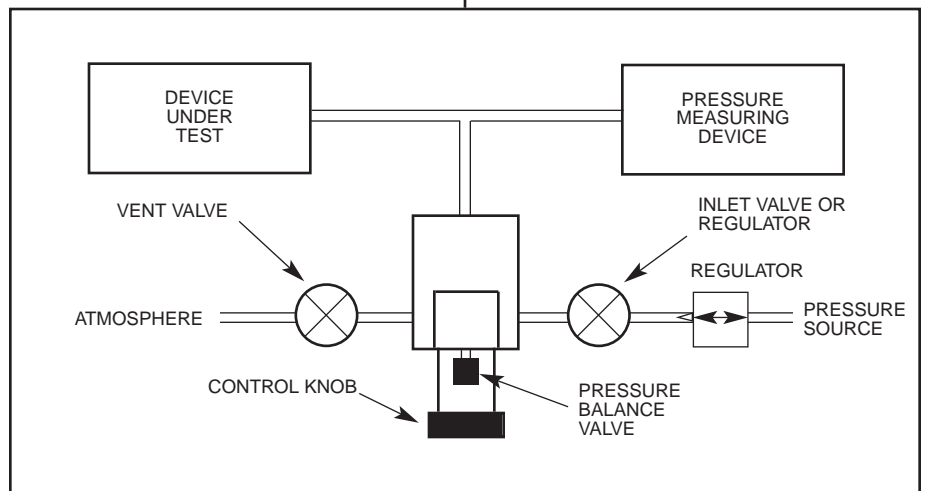 DEVICE
UNDER
TEST
PRESSURE
MEASURING
DEVICE
VENT VALVE
INLET VALVE OR
REGULATOR
REGULATOR
ATMOSPHERE
PRESSURE
SOURCE
CONTROL KNOB
PRESSURE
BALANCE
VALVE